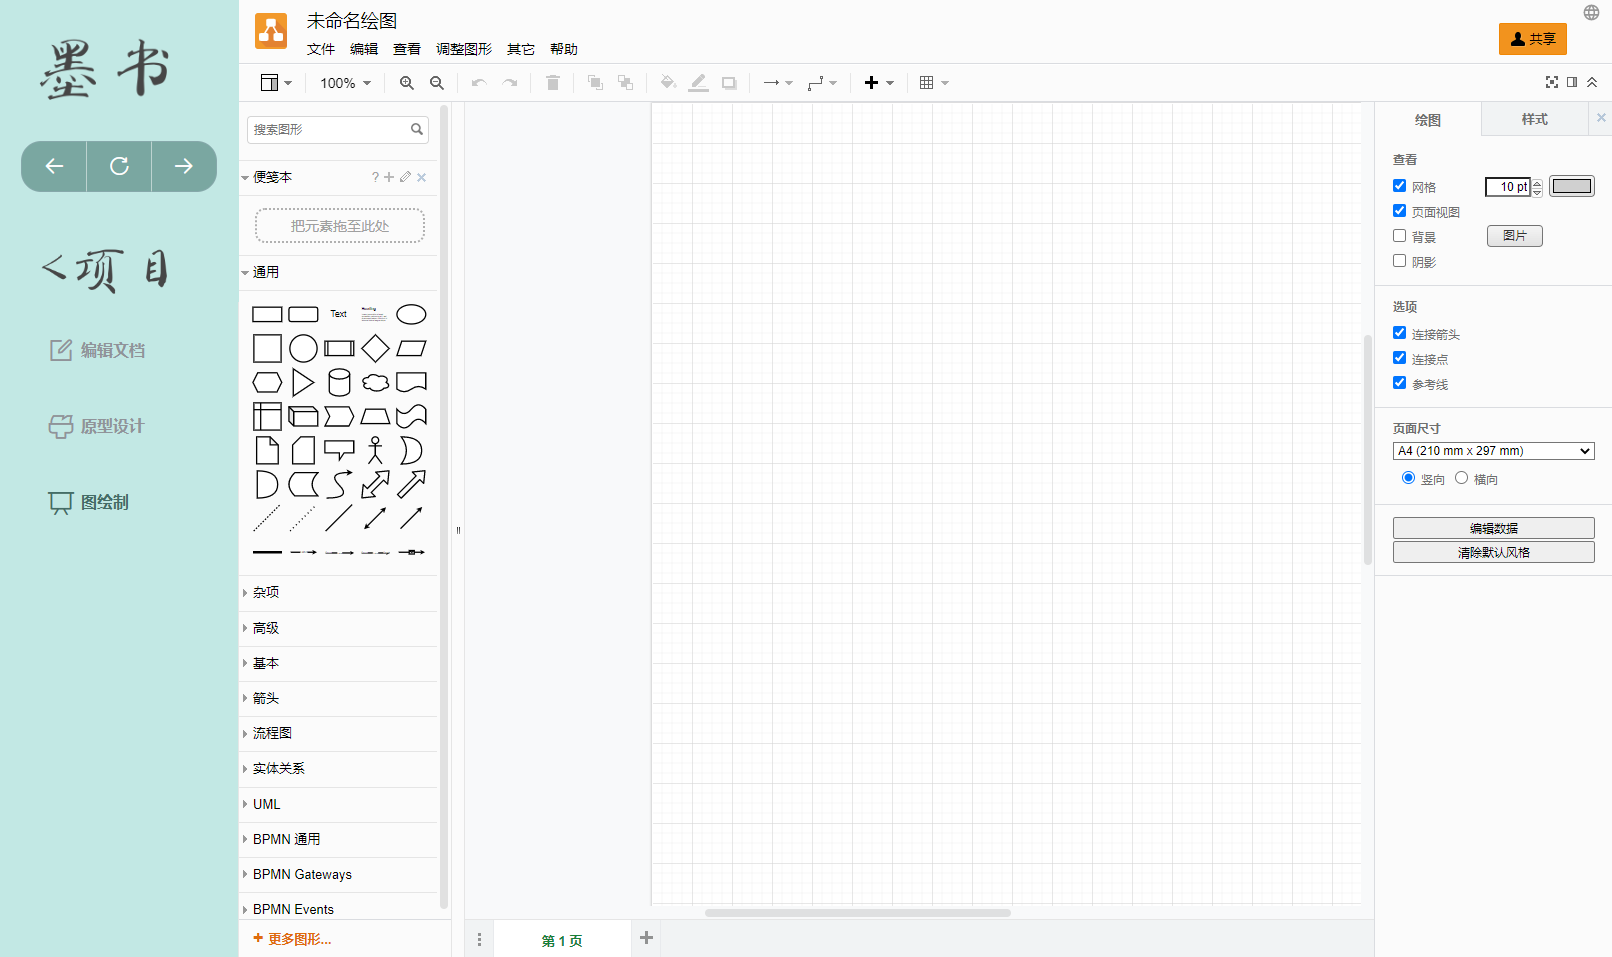 墨书
<项目
编辑文档
原型设计
图绘制
未命名绘图
文件 编辑 查看 调整图形 其它 帮助
共享
100%
搜索图形
便笺本
?
把元素拖至此处
通用
Text
Heading
杂项
高级
基本
箭头
流程图
实体关系
UML
BPMN 通用
BPMN Gateways
BPMN Events
+ 更多图形...
第 1 页
绘图 样式
查看
网格 10 pt
页面视图
背景 图片
阴影
选项
连接箭头
连接点
参考线
页面尺寸
A4 (210 mm x 297 mm)
竖向 横向
编辑数据
清除默认风格